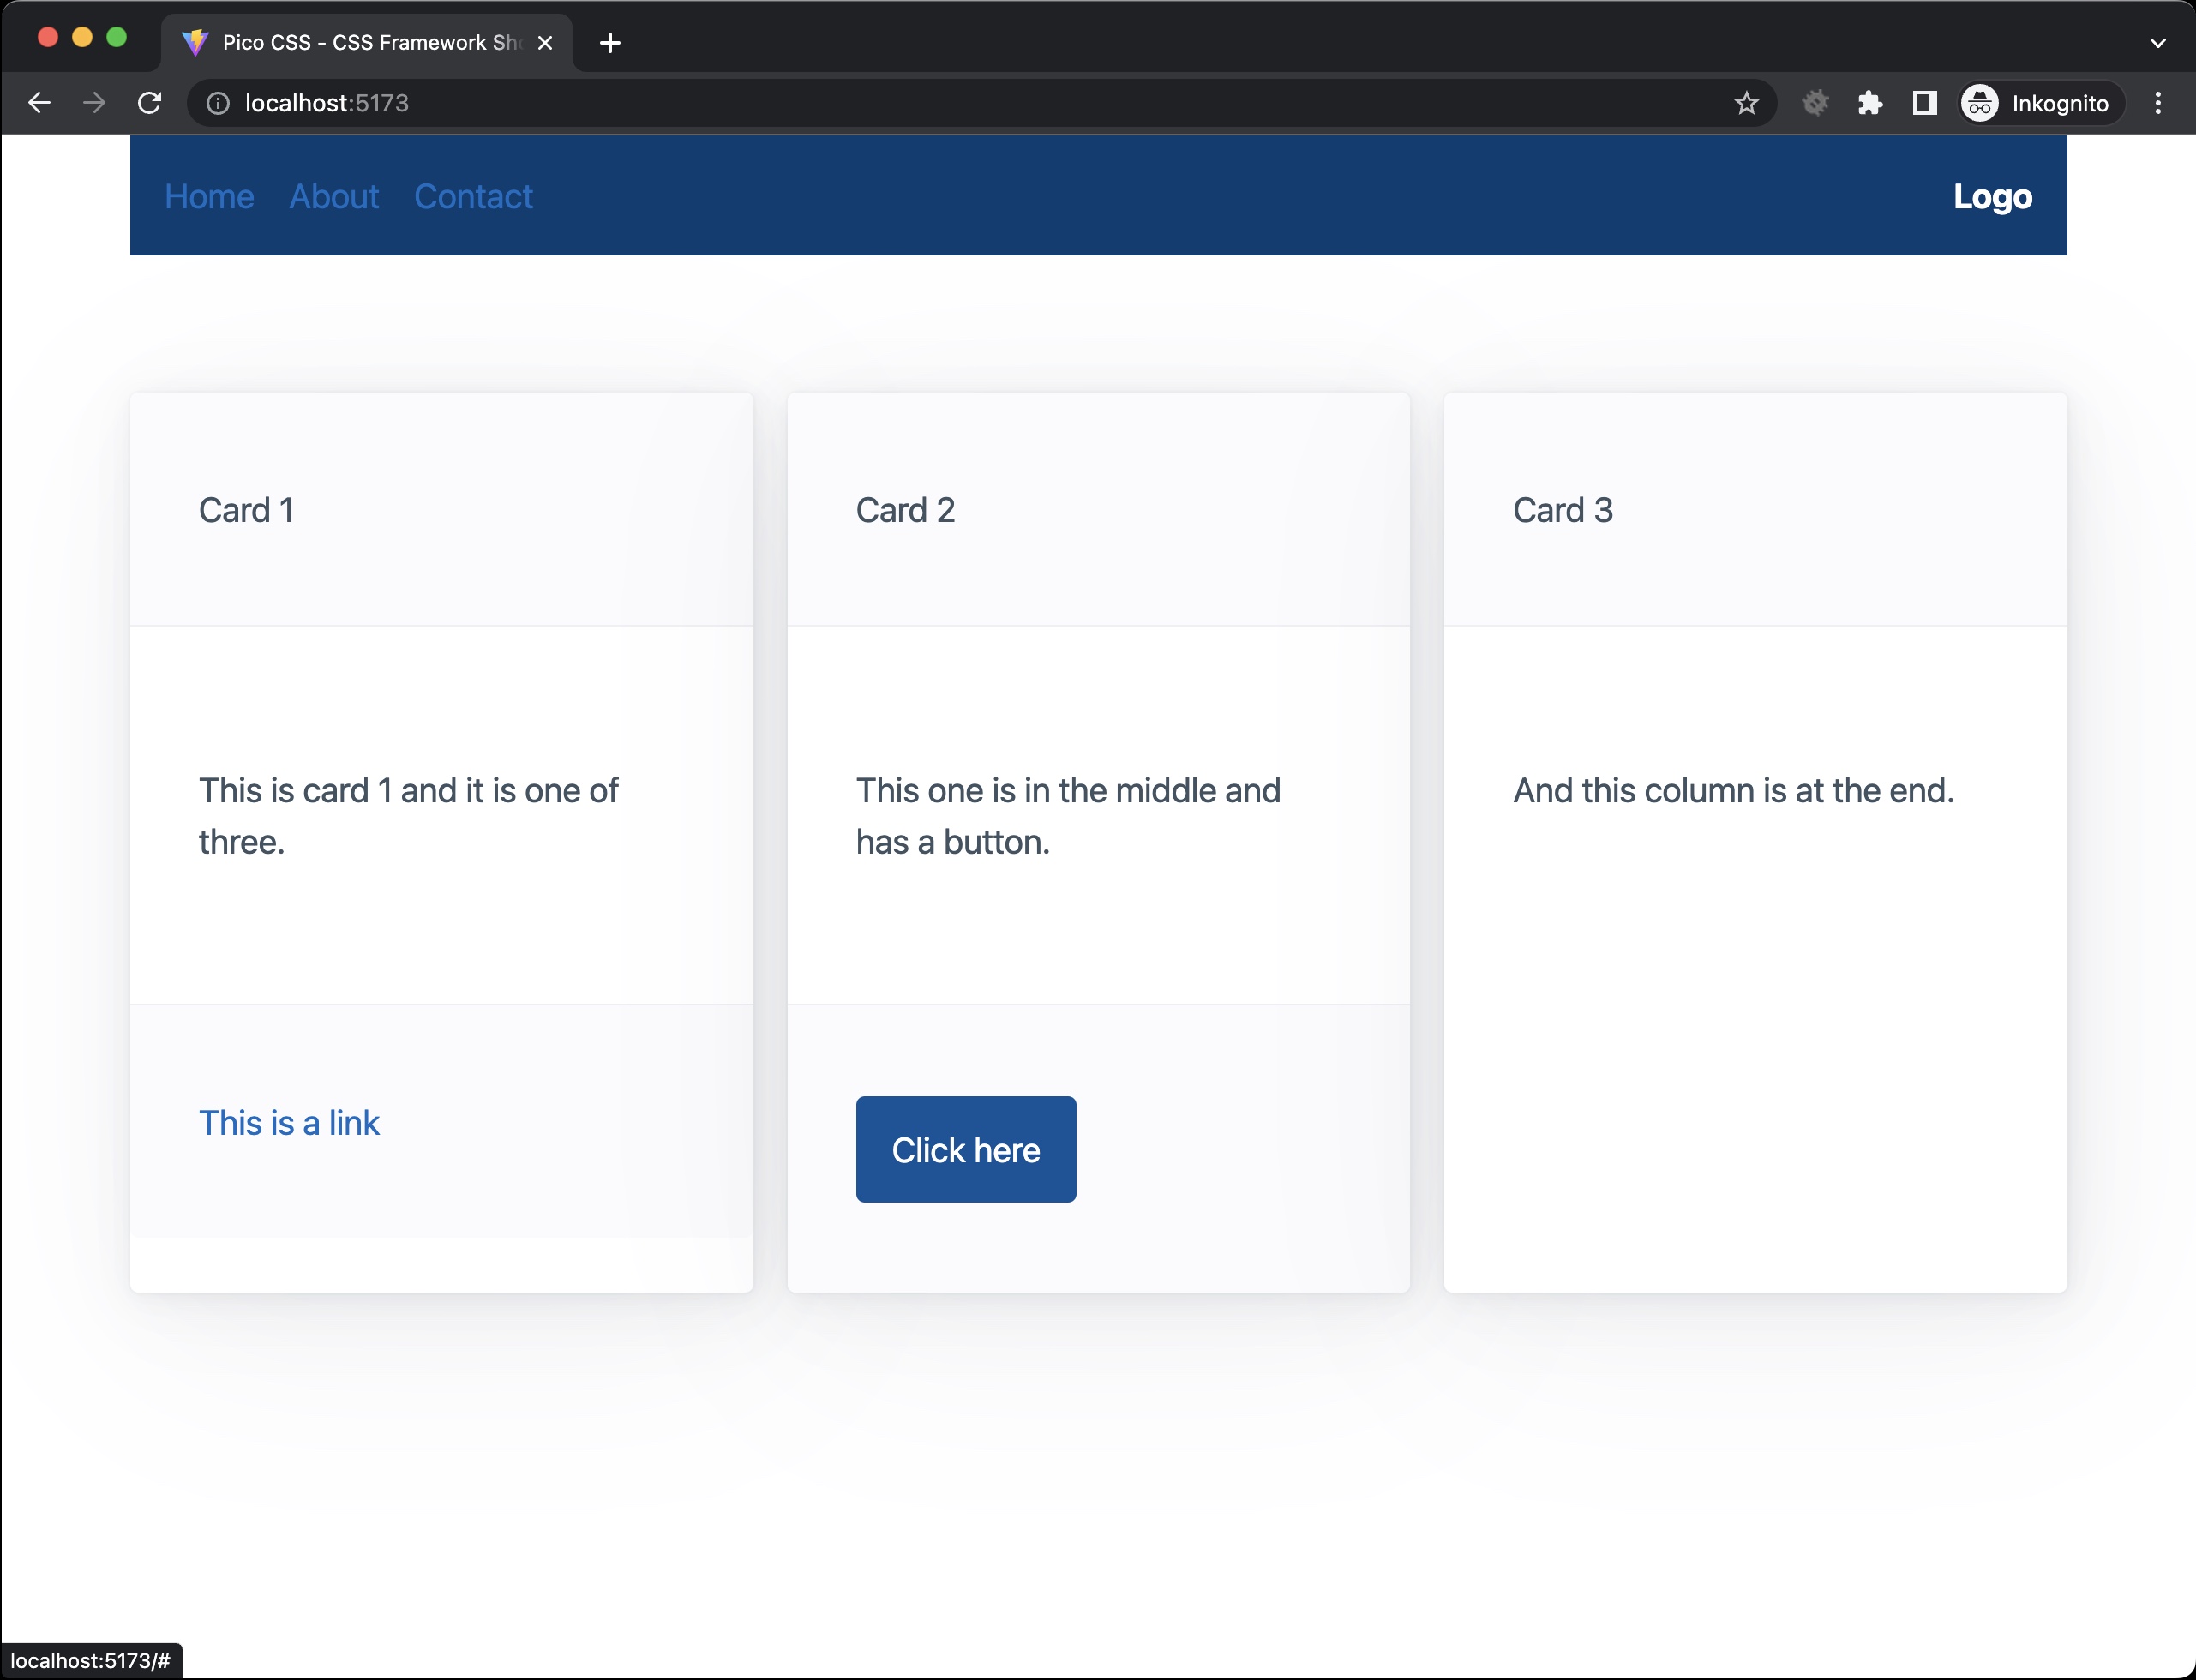 Pico CSS - CSS Framework Sh
localhost:5173
Inkognito
Home About Contact Logo
Card 1
This is card 1 and it is one of
three.
This is a link
Card 2
This one is in the middle and
has a button.
Click here
Card 3
And this column is at the end.
localhost:5173/#